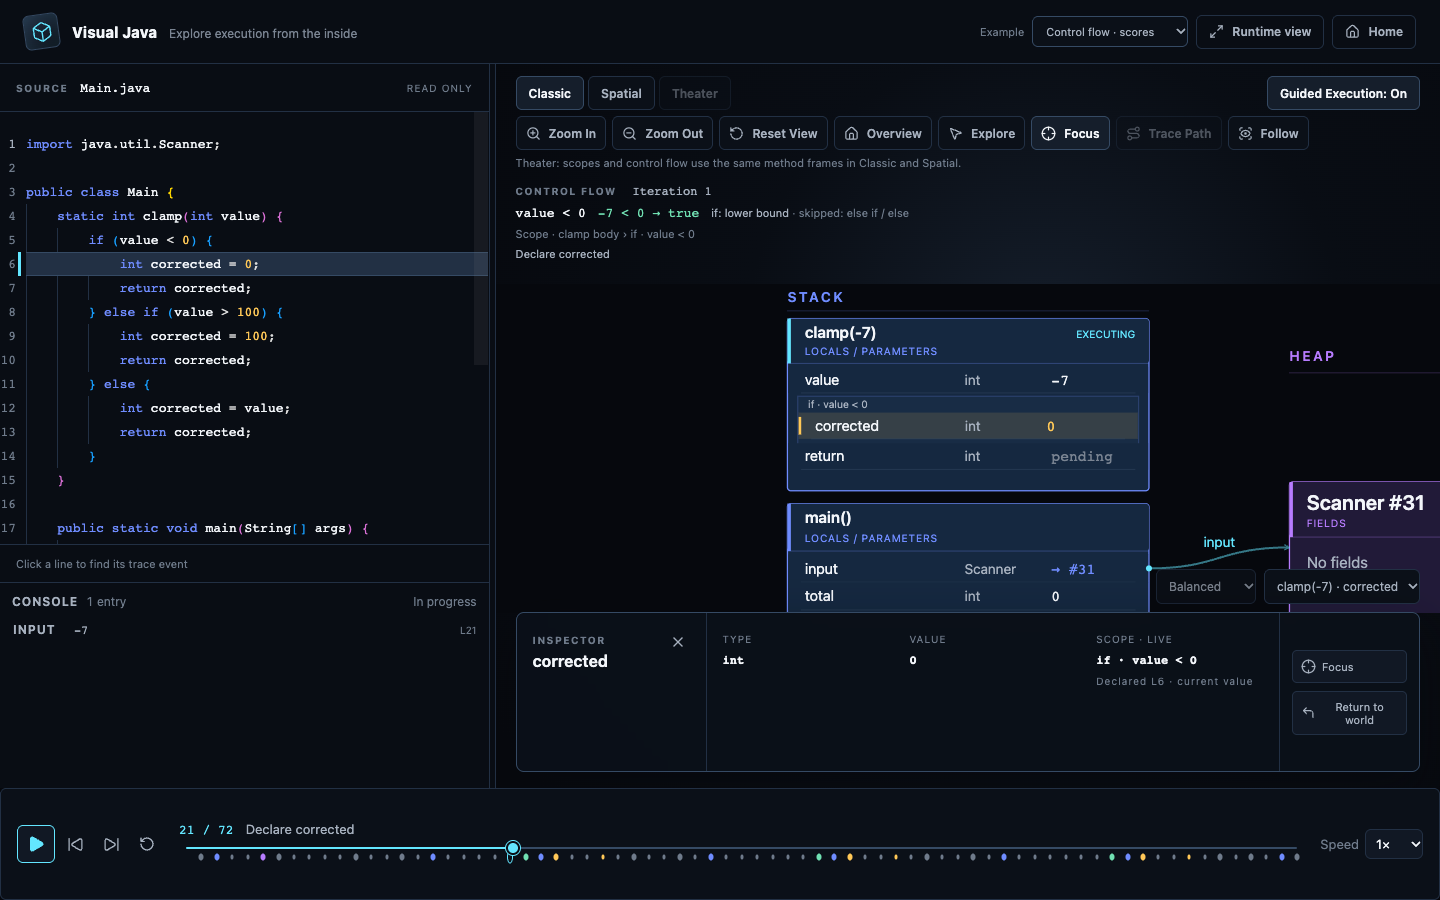 Visual Java Explore execution from the inside
Example Control flow · scores Runtime view Home
SOURCE Main.java READ ONLY
1 import java.util.Scanner;
2
3 public class Main {
4 static int clamp(int value) {
5 if (value < 0) {
6 int corrected = 0;
7 return corrected;
8 } else if (value > 100) {
9 int corrected = 100;
10 return corrected;
11 } else {
12 int corrected = value;
13 return corrected;
14 }
15 }
16
17 public static void main(String[] args) {
Click a line to find its trace event
CONSOLE 1 entry In progress
INPUT -7 L21
Classic Spatial Theater Guided Execution: On
Zoom In Zoom Out Reset View Overview Explore Focus Trace Path Follow
Theater: scopes and control flow use the same method frames in Classic and Spatial.
CONTROL FLOW Iteration 1
value < 0 -7 < 0 → true if: lower bound · skipped: else if / else
Scope · clamp body › if · value < 0
Declare corrected
STACK
clamp(-7) EXECUTING
LOCALS / PARAMETERS
value int -7
if · value < 0
corrected int 0
return int pending
main()
LOCALS / PARAMETERS
input Scanner → #31
total int 0
input
HEAP
Scanner #31
FIELDS
No fields
Balanced clamp(-7) · corrected
INSPECTOR
corrected
TYPE VALUE SCOPE · LIVE
int 0 if · value < 0
Declared L6 · current value
Focus
Return to
world
21 / 72 Declare corrected
Speed 1×